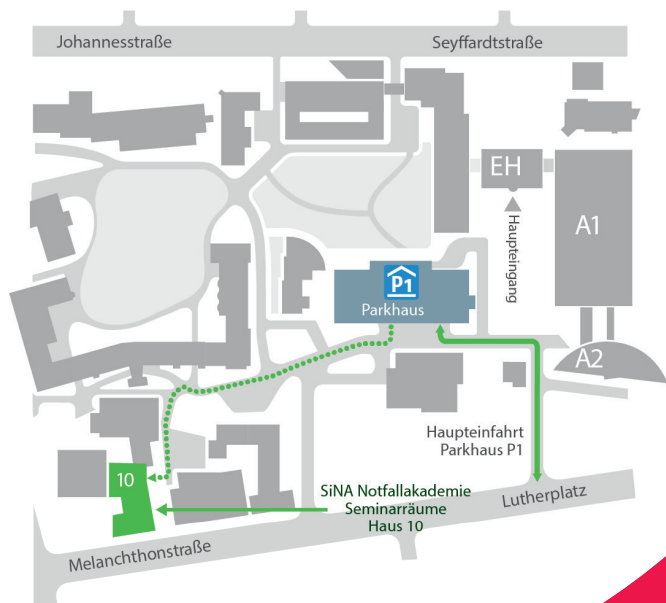 Johannesstraße
Seyffardtstraße
EH
Haupteingang
A1
P1
Parkhaus
A2
Haupteinfahrt
Parkhaus P1
10
SiNA Notfallakademie
Seminarräume
Haus 10
Lutherplatz
Melanchthonstraße